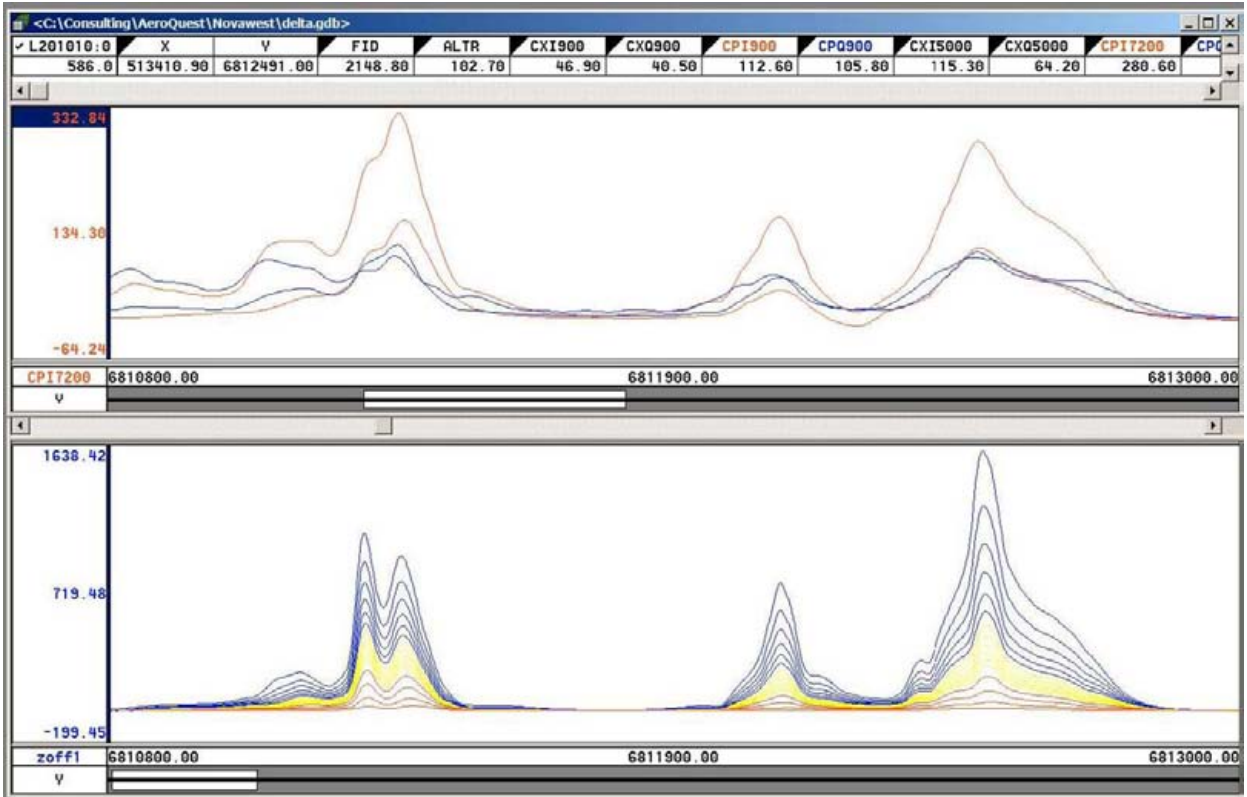 <C:\Consulting\AeroQuest\Novawest\delta.gdb>
✓ L201010:0 X Y FID ALTR CXI900 CXQ900 CPI900 CPQ900 CXI5000 CXQ5000 CPI7200 CPQ
586.0 513410.90 6812491.00 2148.80 102.70 46.90 40.50 112.60 105.80 115.30 64.20 280.60
332.84
134.30
-64.24
CPI7200 6810800.00 6811900.00 6813000.00
Y
1638.42
719.48
-199.45
zoff1 6810800.00 6811900.00 6813000.00
Y